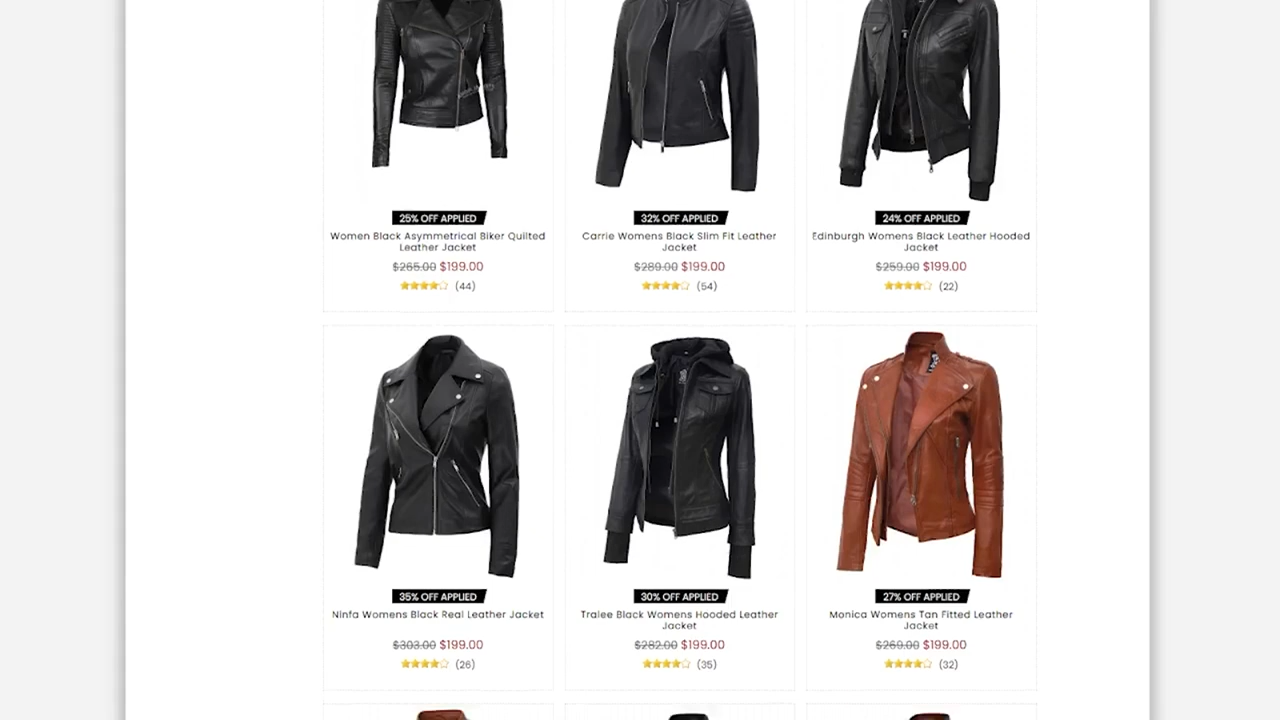 25% OFF APPLIED
Women Black Asymmetrical Biker Quilted
Leather Jacket
$265.00 $199.00
(44)
32% OFF APPLIED
Carrie Womens Black Slim Fit Leather
Jacket
$289.00 $199.00
(54)
24% OFF APPLIED
Edinburgh Womens Black Leather Hooded
Jacket
$259.00 $199.00
(22)
35% OFF APPLIED
Ninfa Womens Black Real Leather Jacket
$303.00 $199.00
(26)
30% OFF APPLIED
Tralee Black Womens Hooded Leather
Jacket
$282.00 $199.00
(35)
27% OFF APPLIED
Monica Womens Tan Fitted Leather
Jacket
$269.00 $199.00
(32)